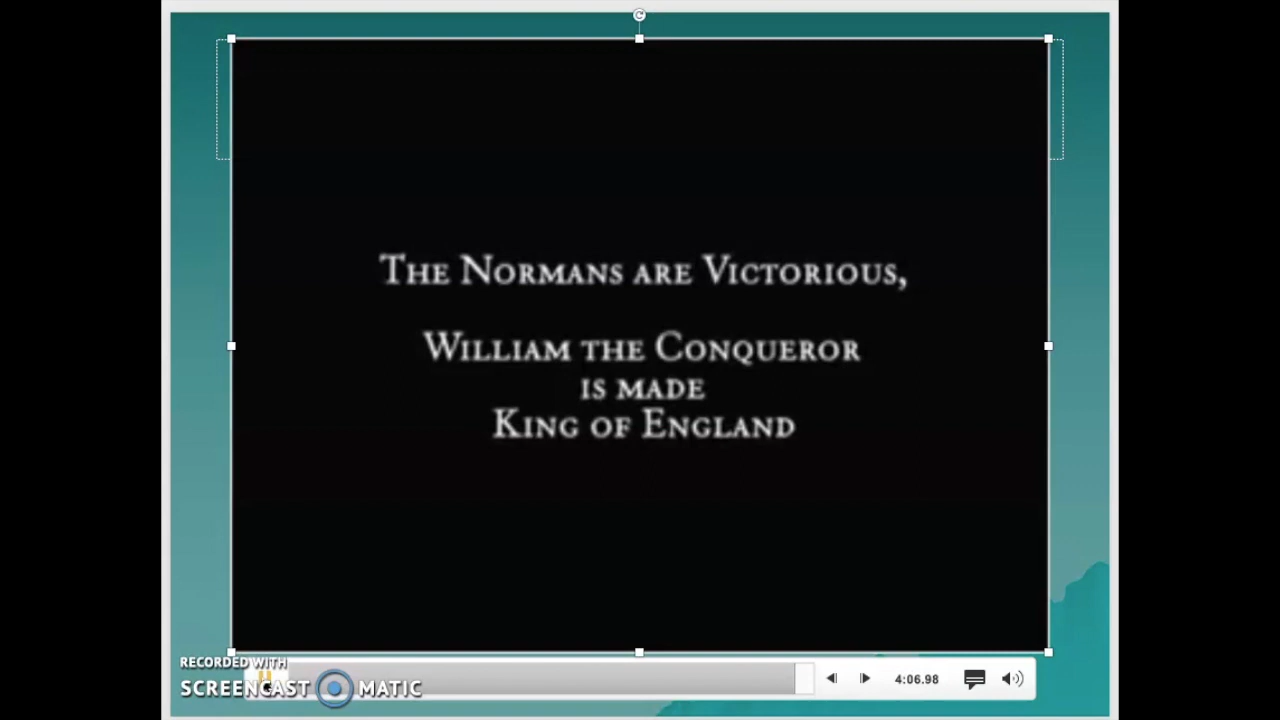 THE NORMANS ARE VICTORIOUS,
WILLIAM THE CONQUEROR
IS MADE
KING OF ENGLAND
RECORDED WITH
SCREENCAST MATIC
4:06.98